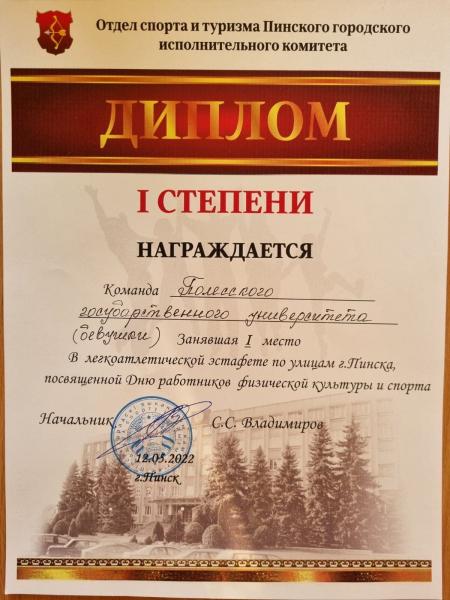 Отдел спорта и туризма Пинского городского
исполнительного комитета
ДИПЛОМ
I СТЕПЕНИ
НАГРАЖДАЕТСЯ
Команда Полесского
государственного университета
(девушки) Занявшая I место
В легкоатлетической эстафете по улицам г.Пинска,
посвященной Дню работников физической культуры и спорта
Начальник С.С. Владимиров
12.05.2022
г.Пинск